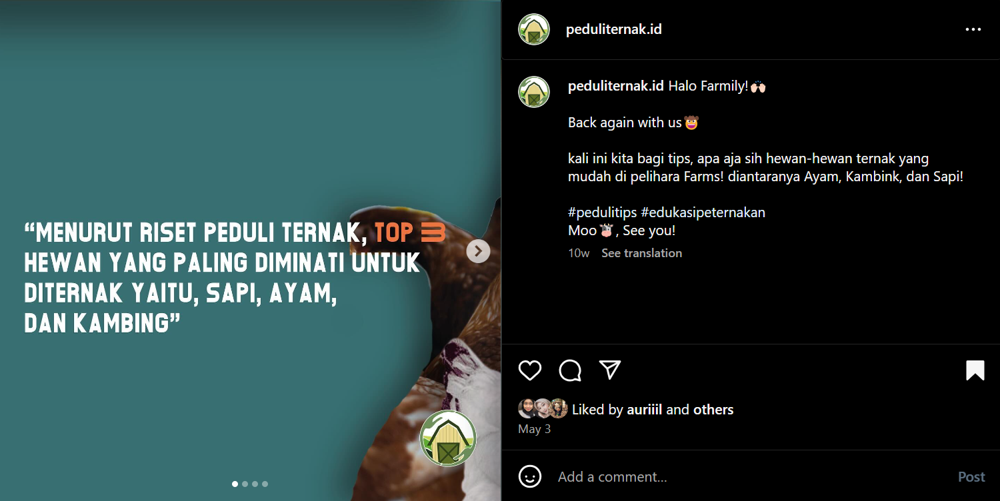 “MENURUT RISET PEDULI TERNAK, TOP 3
HEWAN YANG PALING DIMINATI UNTUK
DITERNAK YAITU, SAPI, AYAM,
DAN KAMBING”
peduliternak.id
peduliternak.id Halo Farmily!🙌🏻
Back again with us🤠
kali ini kita bagi tips, apa aja sih hewan-hewan ternak yang
mudah di pelihara Farms! diantaranya Ayam, Kambink, dan Sapi!
#pedulitips #edukasipeternakan
Moo🐮, See you!
10w See translation
Liked by auriiil and others
May 3
Add a comment...
Post